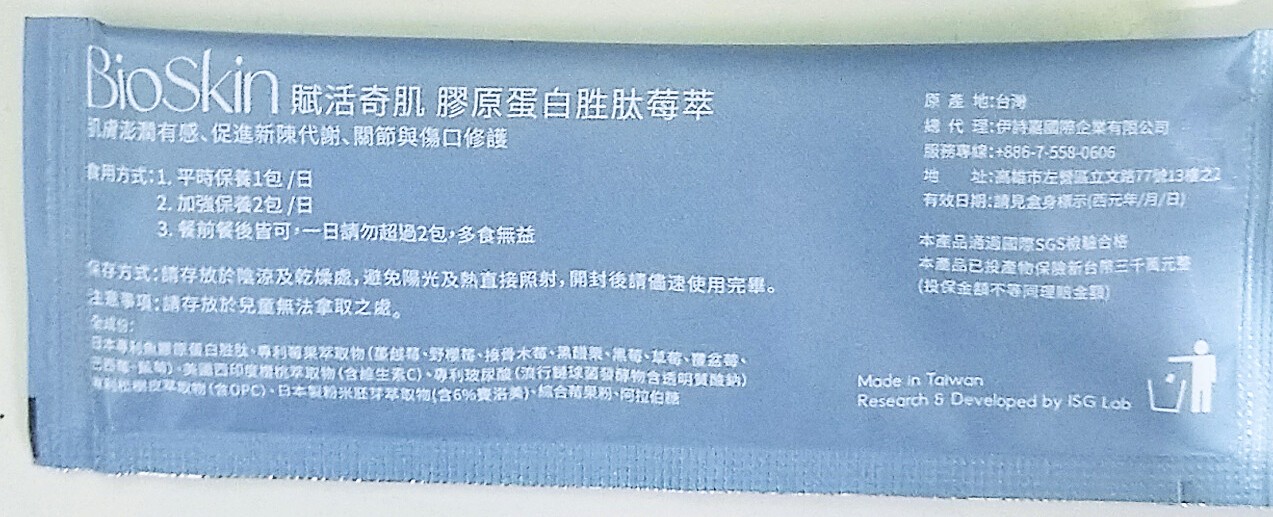 BioSkin 賦活奇肌 膠原蛋白胜肽莓萃
肌膚澎潤有感、促進新陳代謝、關節與傷口修護
食用方式：1. 平時保養1包 /日
2. 加強保養2包 /日
3. 餐前餐後皆可，一日請勿超過2包，多食無益
保存方式：請存放於陰涼及乾燥處，避免陽光及熱直接照射，開封後請儘速使用完畢。
注意事項：請存放於兒童無法拿取之處。
全成份：
日本專利魚膠原蛋白胜肽、專利莓果萃取物（蔓越莓、野櫻莓、接骨木莓、黑醋栗、黑莓、草莓、覆盆莓、
巴西莓、藍莓）、美國西印度櫻桃萃取物（含維生素C）、專利玻尿酸（流行鏈球菌發酵物含透明質酸鈉）
專利松樹皮萃取物（含OPC）、日本製粉米胚芽萃取物（含6%賽洛美）、綜合莓果粉、阿拉伯糖
原 產 地：台灣
總 代 理：伊詩嘉國際企業有限公司
服務專線：+886-7-558-0606
地 址：高雄市左營區立文路77號13樓之2
有效日期：請見盒身標示(西元年/月/日)
本產品通過國際SGS檢驗合格
本產品已投產物保險新台幣三千萬元整
(投保金額不等同理賠金額)
Made in Taiwan
Research & Developed by ISG Lab